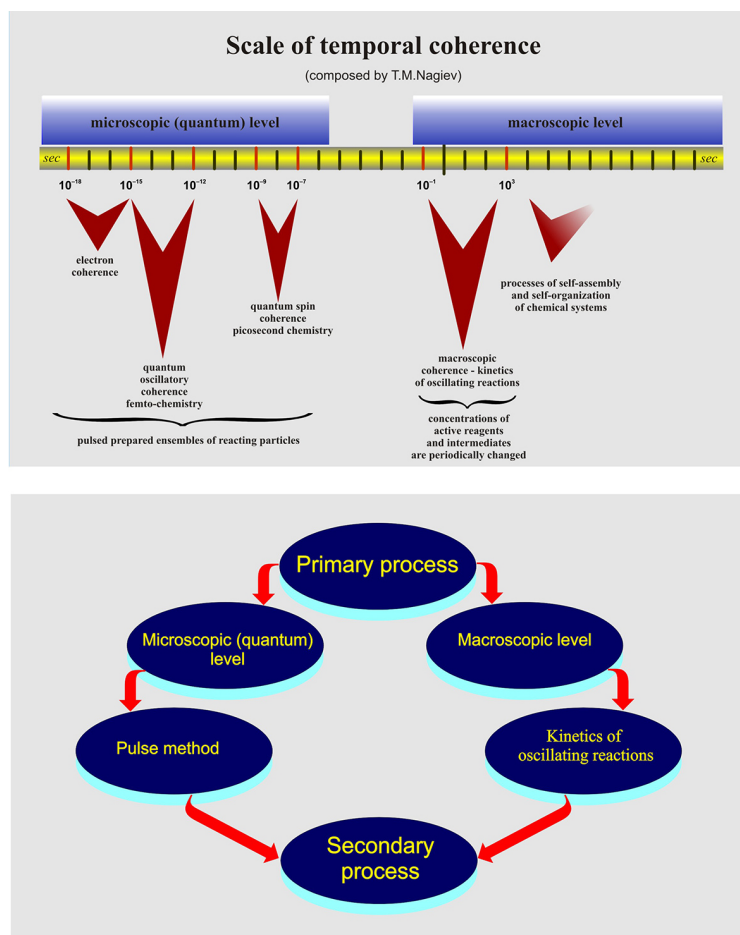 Scale of temporal coherence
(composed by T.M.Nagiev)
microscopic (quantum) level
macroscopic level
sec
sec
10⁻¹⁸
10⁻¹⁵
10⁻¹²
10⁻⁹
10⁻⁷
10⁻¹
10³
electron
coherence
quantum
oscillatory
coherence
femto-chemistry
quantum spin
coherence
picosecond chemistry
pulsed prepared ensembles of reacting particles
macroscopic
coherence - kinetics
of oscillating reactions
concentrations of
active reagents
and intermediates
are periodically changed
processes of self-assembly
and self-organization
of chemical systems
Primary process
Microscopic (quantum)
level
Macroscopic level
Pulse method
Kinetics of
oscillating reactions
Secondary
process